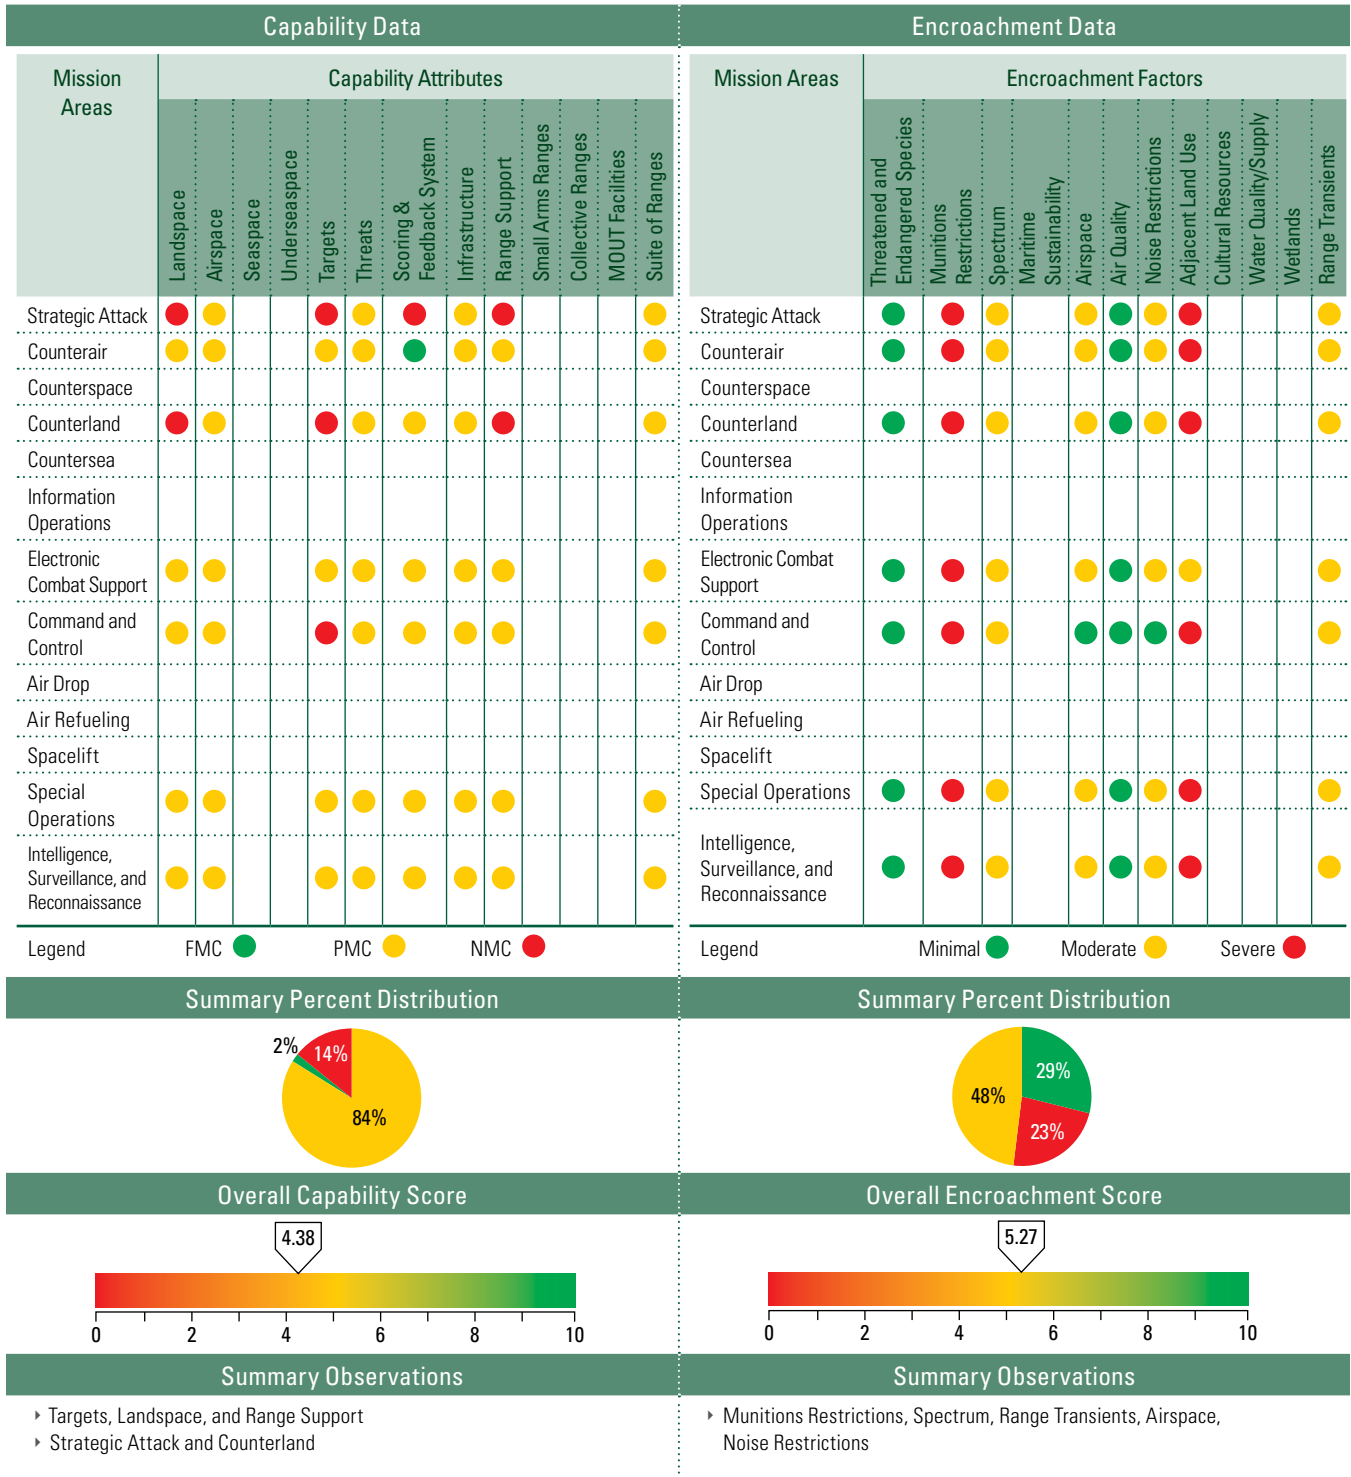 Capability Data
Mission
Areas
Capability Attributes
Landspace
Airspace
Seaspace
Underseaspace
Targets
Threats
Scoring &
Feedback System
Infrastructure
Range Support
Small Arms Ranges
Collective Ranges
MOUT Facilities
Suite of Ranges
Strategic Attack
Counterair
Counterspace
Counterland
Countersea
Information
Operations
Electronic
Combat Support
Command and
Control
Air Drop
Air Refueling
Spacelift
Special
Operations
Intelligence,
Surveillance, and
Reconnaissance
Legend
FMC
PMC
NMC
Summary Percent Distribution
2%
14%
84%
Overall Capability Score
4.38
0
2
4
6
8
10
Summary Observations
Targets, Landspace, and Range Support
Strategic Attack and Counterland
Encroachment Data
Mission Areas
Encroachment Factors
Threatened and
Endangered Species
Munitions
Restrictions
Spectrum
Maritime
Sustainability
Airspace
Air Quality
Noise Restrictions
Adjacent Land Use
Cultural Resources
Water Quality/Supply
Wetlands
Range Transients
Strategic Attack
Counterair
Counterspace
Counterland
Countersea
Information
Operations
Electronic Combat
Support
Command and
Control
Air Drop
Air Refueling
Spacelift
Special Operations
Intelligence,
Surveillance, and
Reconnaissance
Legend
Minimal
Moderate
Severe
Summary Percent Distribution
29%
48%
23%
Overall Encroachment Score
5.27
0
2
4
6
8
10
Summary Observations
Munitions Restrictions, Spectrum, Range Transients, Airspace,
Noise Restrictions